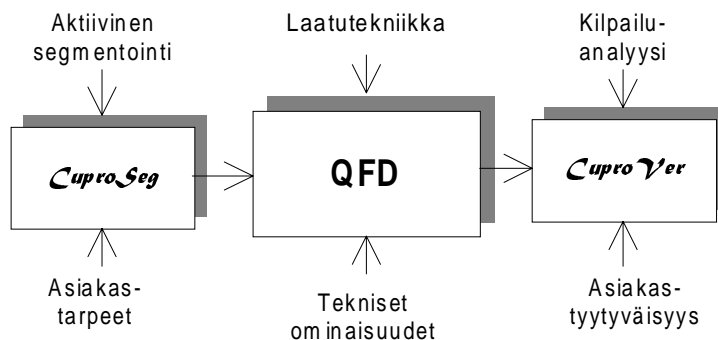 Aktiivinen
segmentointi
Laatutekniikka
Kilpailu-
analyysi
CuproSeg
QFD
CuproVer
Asiakas-
tarpeet
Tekniset
ominaisuudet
Asiakas-
tyytyväisyys